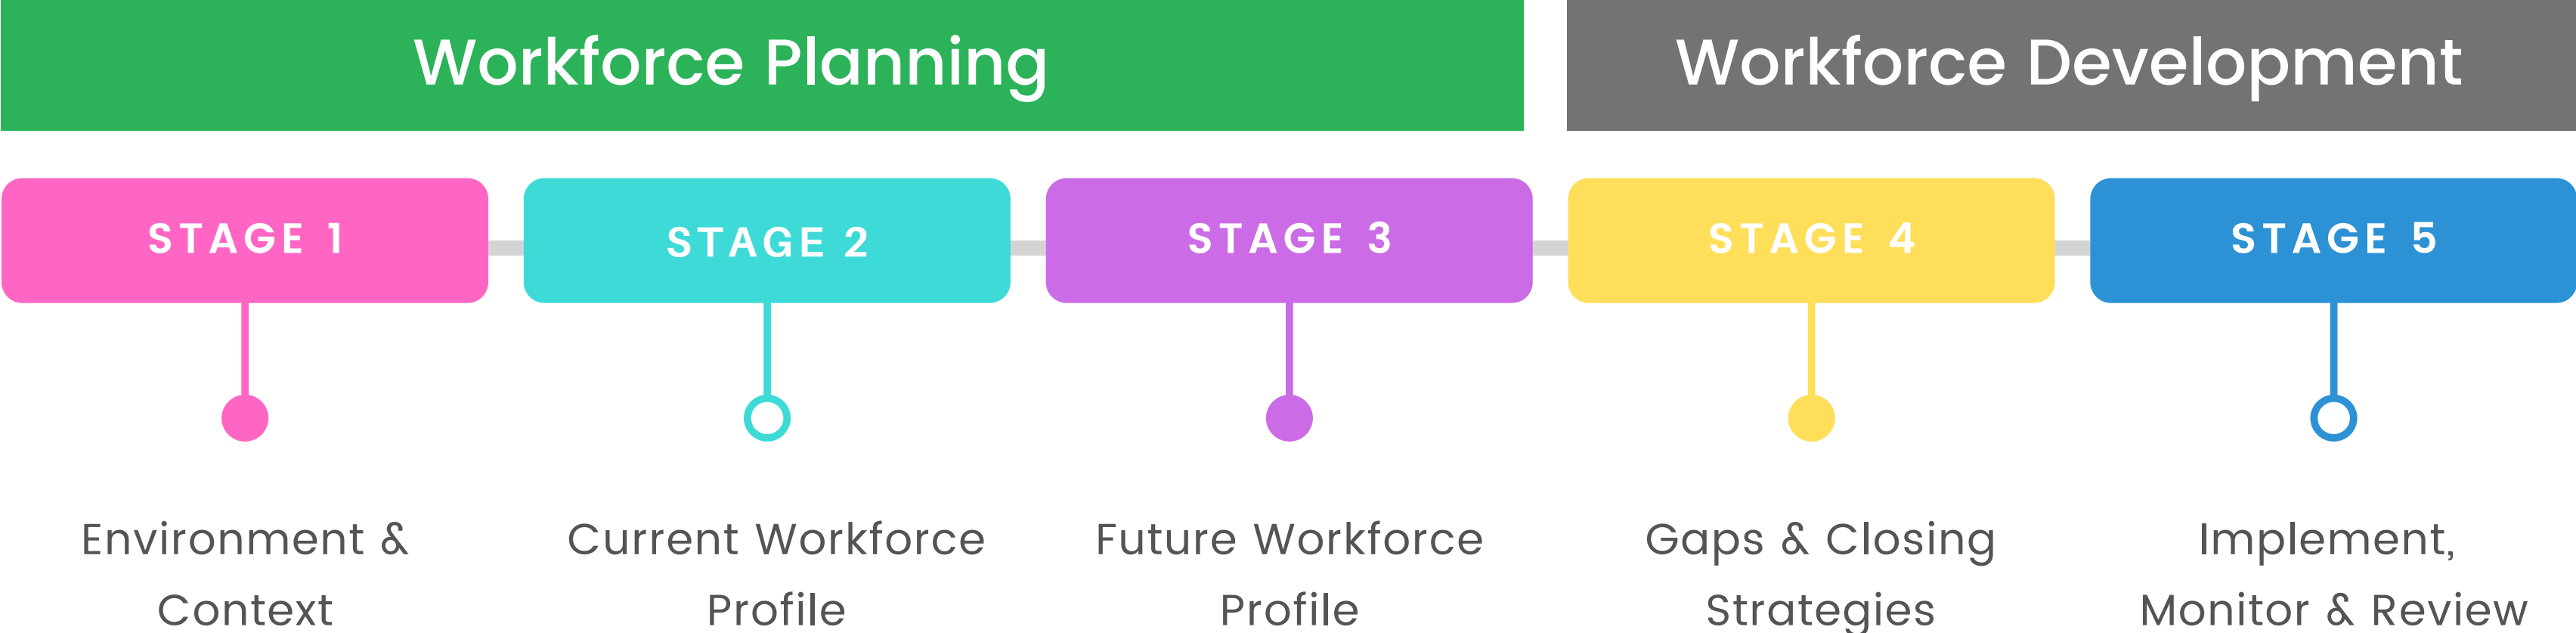 Workforce Planning
Workforce Development
STAGE 1
STAGE 2
STAGE 3
STAGE 4
STAGE 5
Environment &
Context
Current Workforce
Profile
Future Workforce
Profile
Gaps & Closing
Strategies
Implement,
Monitor & Review